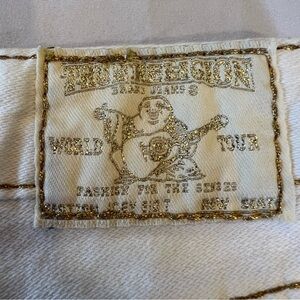 TRUE RELIGION
BRAND JEANS
WORLD TOUR
FASHION FOR THE SENSES